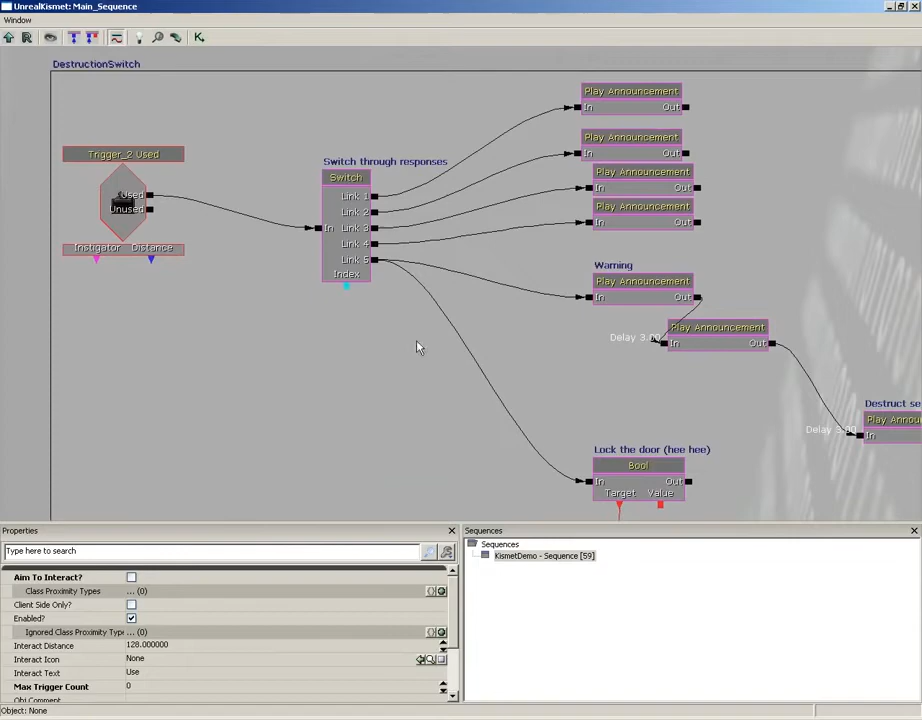 UnrealKismet: Main_Sequence
Window
DestructionSwitch
Play Announcement
In Out
Trigger_2 Used
Used
Unused
Instigator Distance
Switch through responses
Switch
Link 1
Link 2
In Link 3
Link 4
Link 5
Index
Play Announcement
In Out
Play Announcement
In Out
Play Announcement
In Out
Warning
Play Announcement
In Out
Delay 3.00
Play Announcement
In Out
Destruct se
Play Annou
Delay 3.00
In
Lock the door (hee hee)
Bool
In Out
Target Value
Properties
Type here to search
Aim To Interact?
Class Proximity Types ... (0)
Client Side Only?
Enabled?
Ignored Class Proximity Type ... (0)
Interact Distance 128.000000
Interact Icon None
Interact Text Use
Max Trigger Count 0
Obj Comment
Sequences
Sequences
KismetDemo - Sequence [59]
Object: None